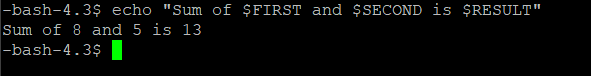 -bash-4.3$ echo "Sum of $FIRST and $SECOND is $RESULT"
Sum of 8 and 5 is 13
-bash-4.3$